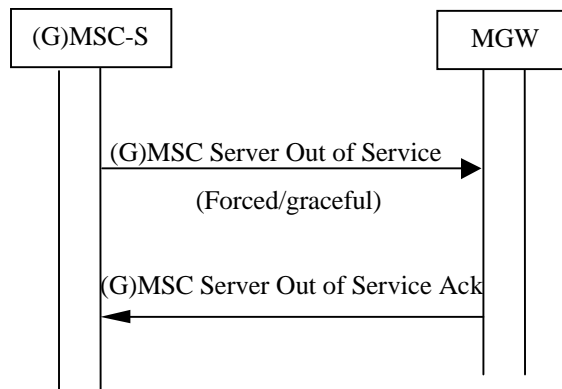 (G)MSC-S
MGW
(G)MSC Server Out of Service
(Forced/graceful)
(G)MSC Server Out of Service Ack